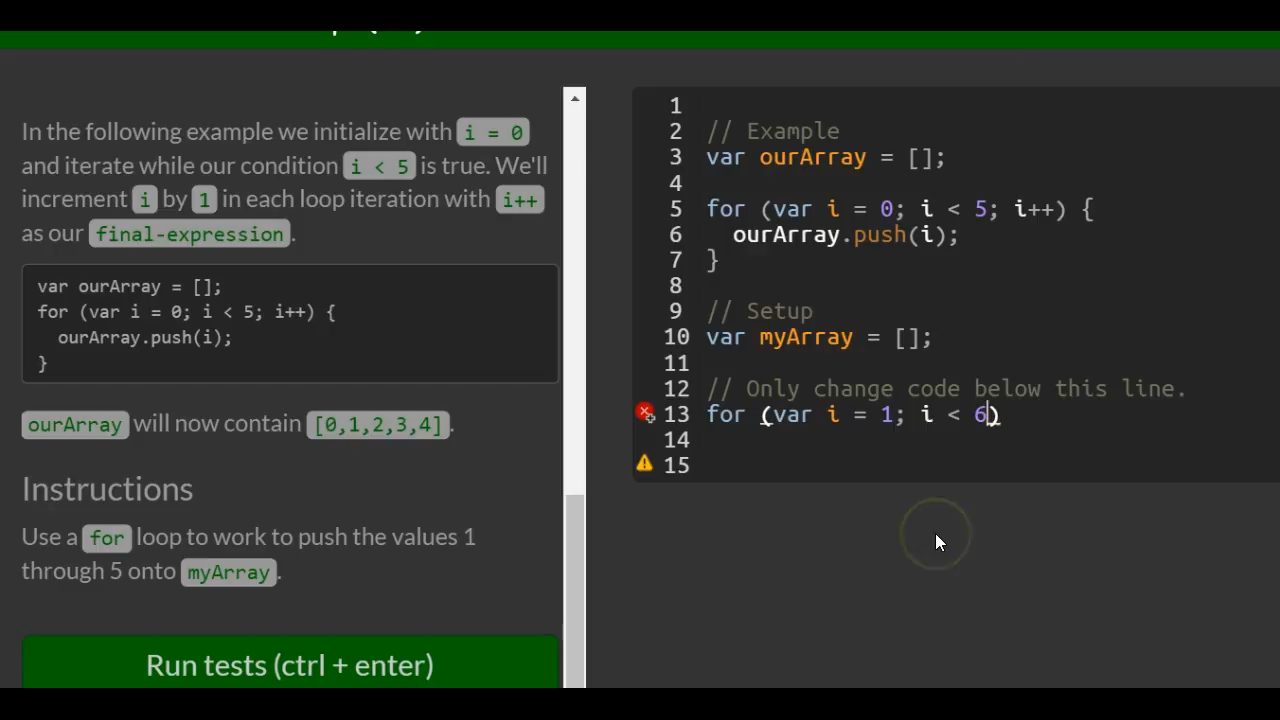 In the following example we initialize with i = 0
and iterate while our condition i < 5 is true. We'll
increment i by 1 in each loop iteration with i++
as our final-expression.
var ourArray = [];
for (var i = 0; i < 5; i++) {
  ourArray.push(i);
}
ourArray will now contain [0,1,2,3,4].
Instructions
Use a for loop to work to push the values 1
through 5 onto myArray.
Run tests (ctrl + enter)
1
2 // Example
3 var ourArray = [];
4
5 for (var i = 0; i < 5; i++) {
6   ourArray.push(i);
7 }
8
9 // Setup
10 var myArray = [];
11
12 // Only change code below this line.
13 for (var i = 1; i < 6)
14
15